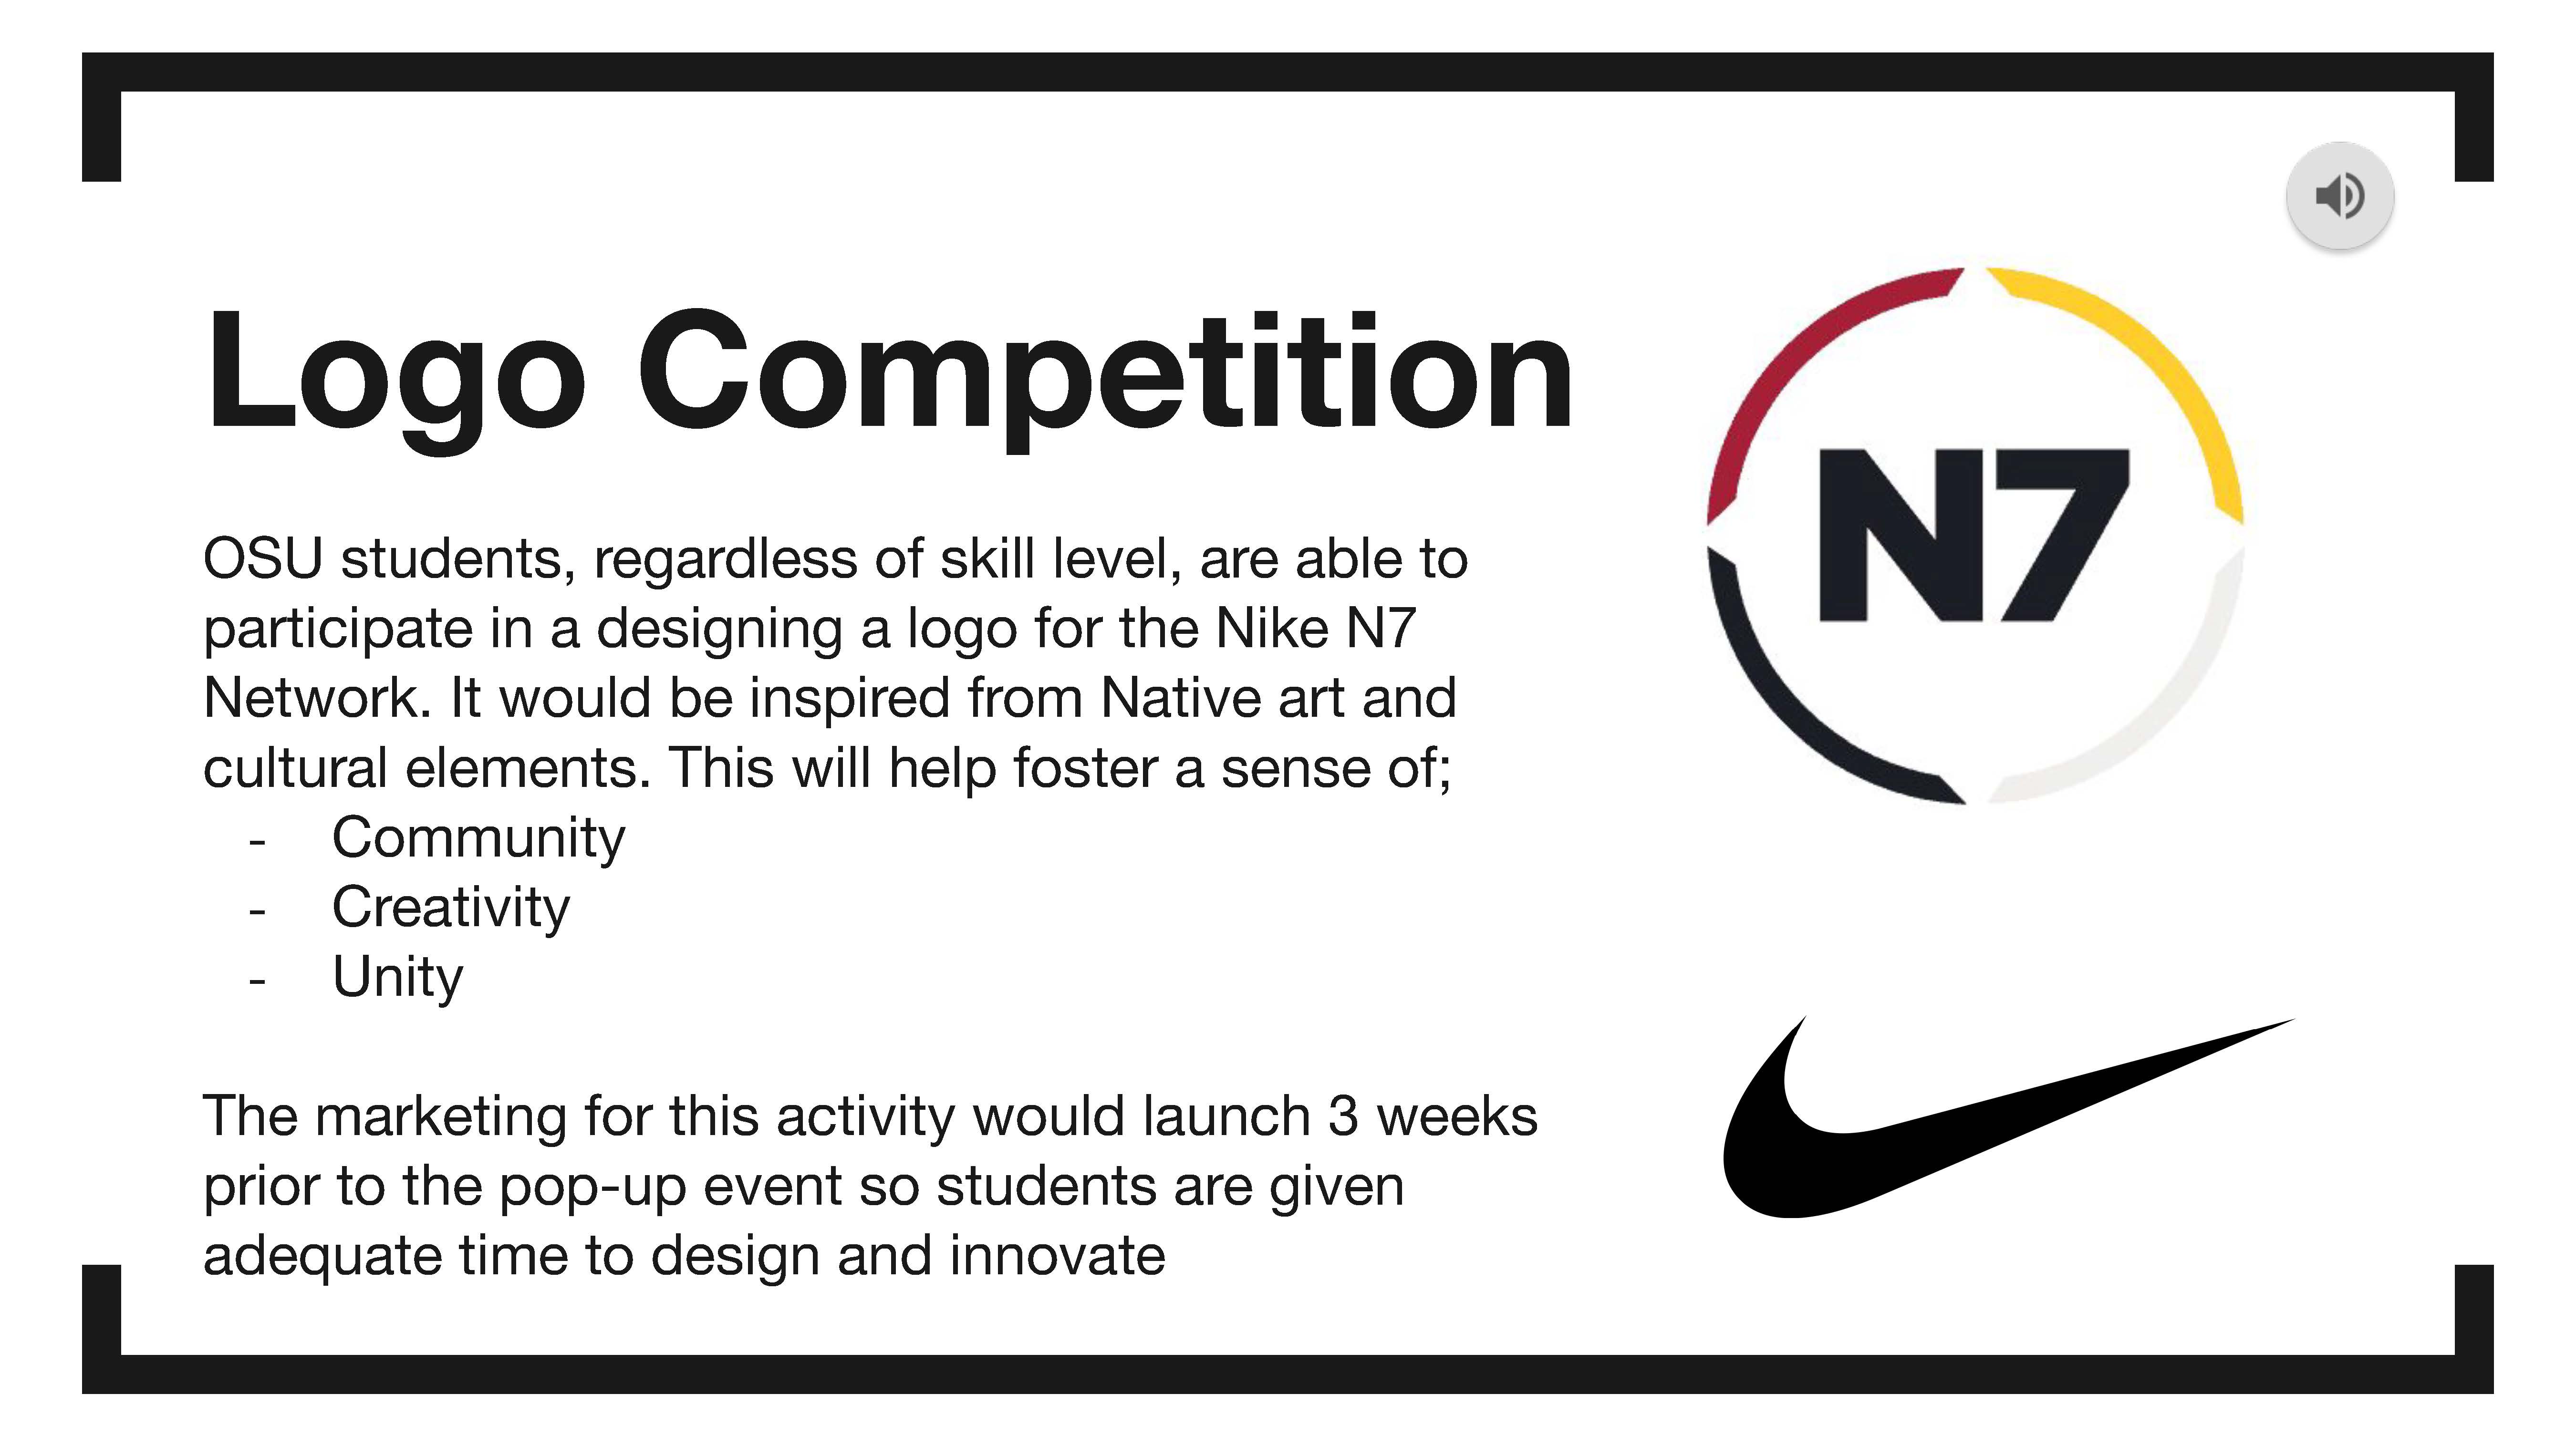 Logo Competition
OSU students, regardless of skill level, are able to
participate in a designing a logo for the Nike N7
Network. It would be inspired from Native art and
cultural elements. This will help foster a sense of;
- Community
- Creativity
- Unity
The marketing for this activity would launch 3 weeks
prior to the pop-up event so students are given
adequate time to design and innovate
N7